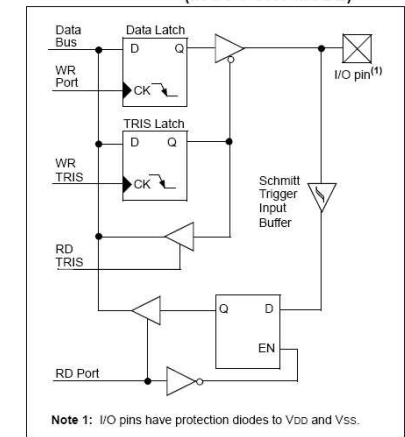 Data Latch
Data
Bus
D
Q
WR
Port
CK
I/O pin(1)
TRIS Latch
D
Q
WR
TRIS
CK
Schmitt
Trigger
Input
Buffer
RD
TRIS
Q
D
EN
RD Port
Note 1: I/O pins have protection diodes to VDD and VSS.